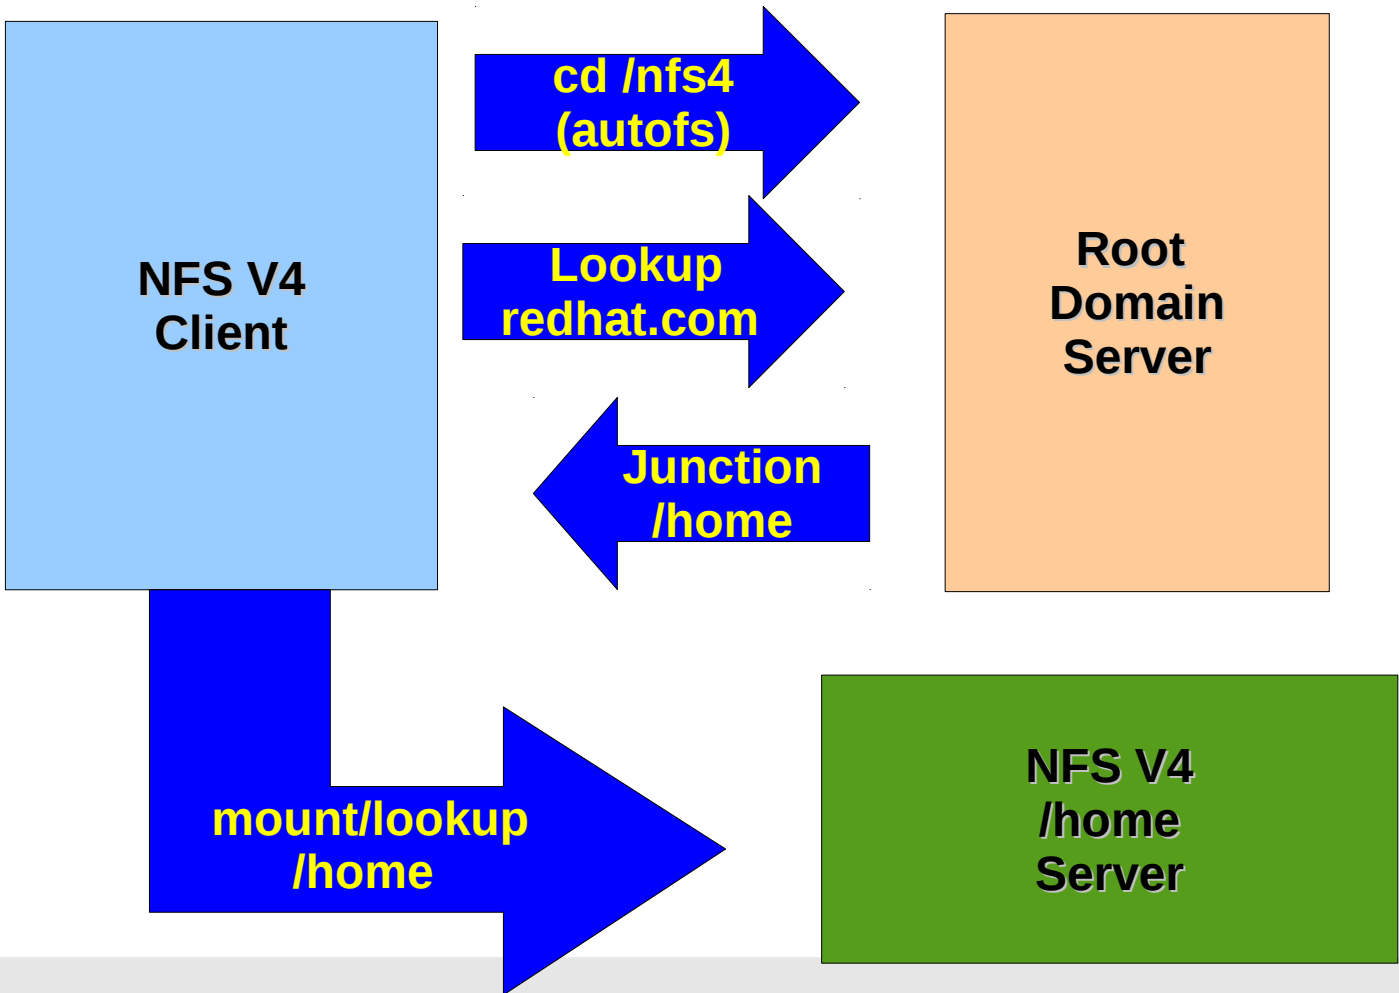 cd /nfs4
(autofs)
NFS V4
Client
Lookup
redhat.com
Root
Domain
Server
Junction
/home
mount/lookup
/home
NFS V4
/home
Server